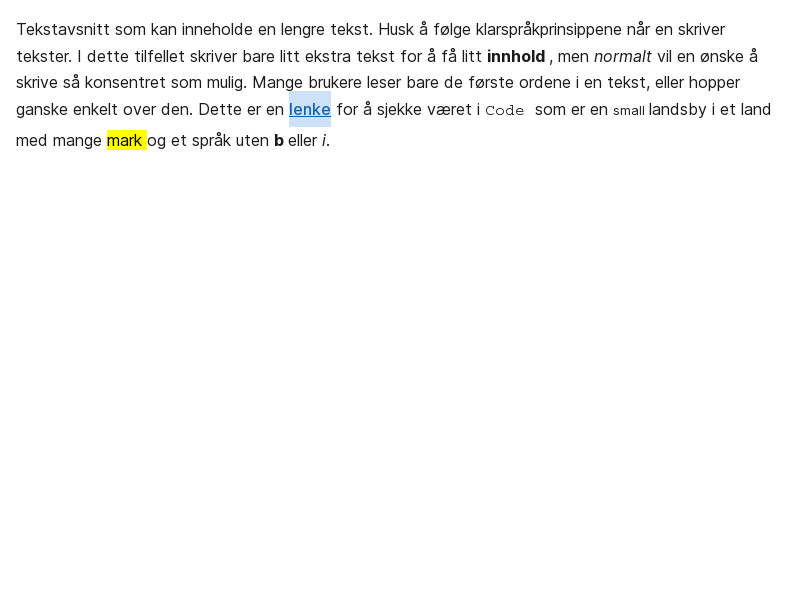 Tekstavsnitt som kan inneholde en lengre tekst. Husk å følge klarspråkprinsippene når en skriver
tekster. I dette tilfellet skriver bare litt ekstra tekst for å få litt innhold , men normalt vil en ønske å
skrive så konsentret som mulig. Mange brukere leser bare de første ordene i en tekst, eller hopper
ganske enkelt over den. Dette er en lenke for å sjekke været i Code som er en small landsby i et land
med mange mark og et språk uten b eller i.